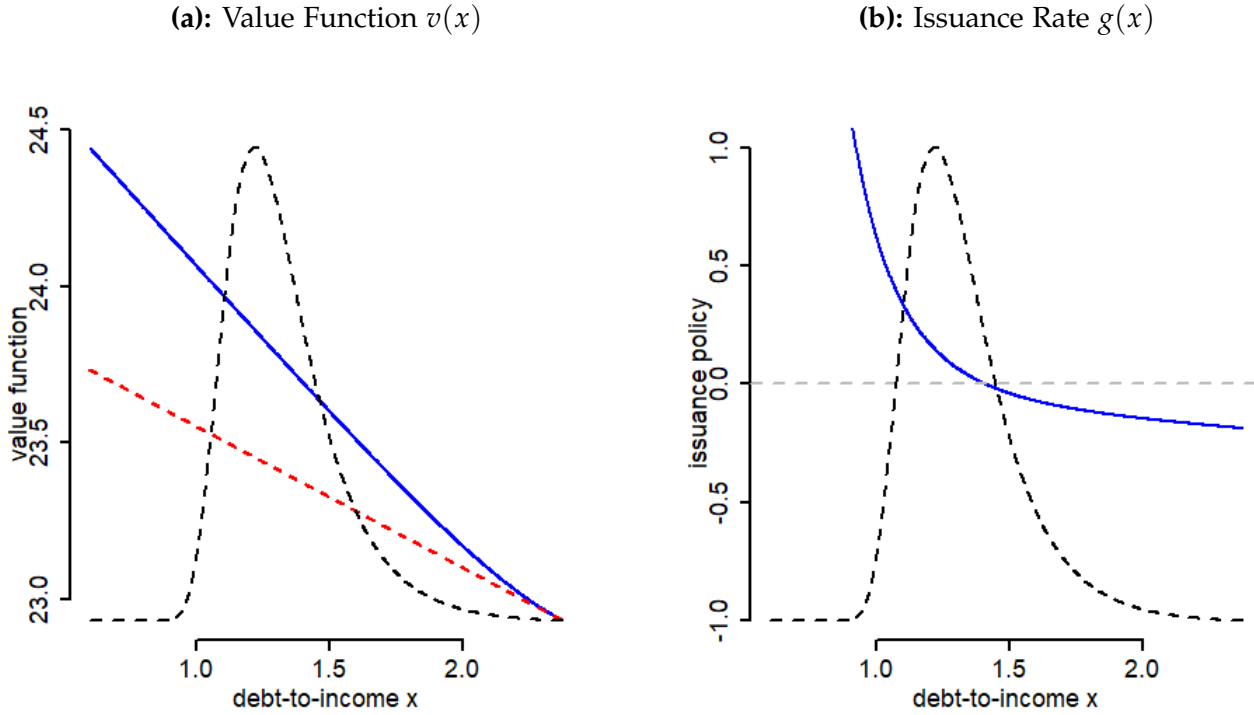 (a): Value Function v(x)
(b): Issuance Rate g(x)
value function
24.5
24.0
23.5
23.0
1.0 1.5 2.0
debt-to-income x
issuance policy
1.0
0.5
0.0
-0.5
-1.0
1.0 1.5 2.0
debt-to-income x